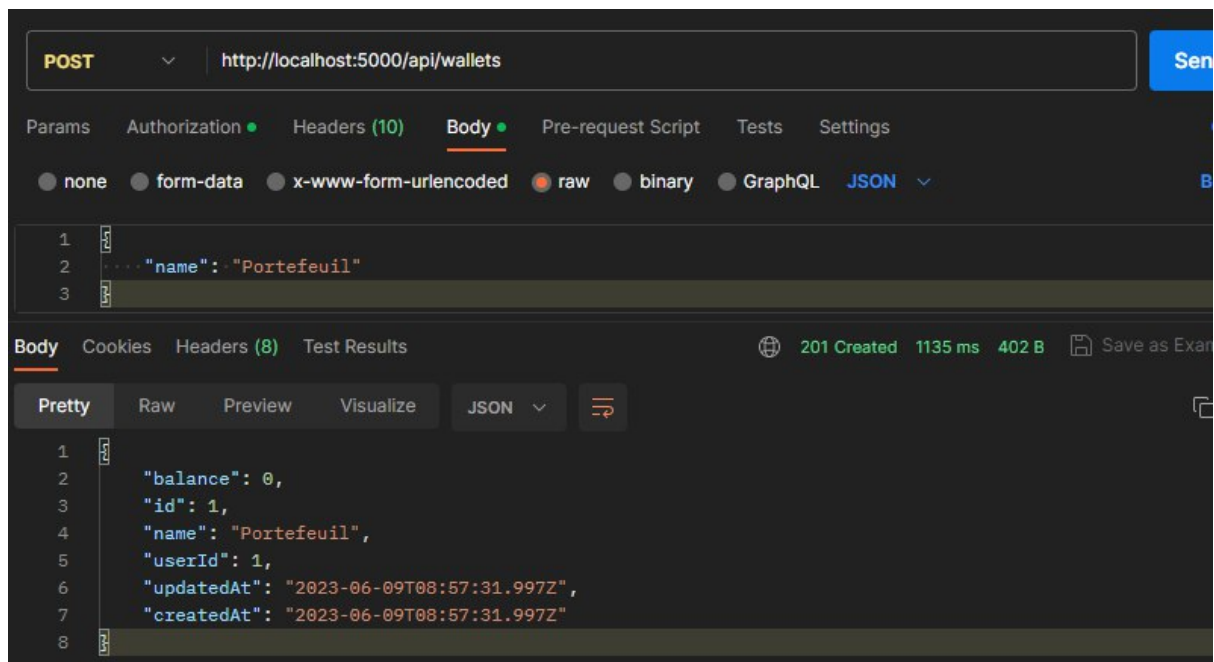 POST http://localhost:5000/api/wallets Sen
Params Authorization Headers (10) Body Pre-request Script Tests Settings
none form-data x-www-form-urlencoded raw binary GraphQL JSON B
1 {
2 "name": "Portefeuil"
3 }
Body Cookies Headers (8) Test Results 201 Created 1135 ms 402 B Save as Exam
Pretty Raw Preview Visualize JSON
1 {
2 "balance": 0,
3 "id": 1,
4 "name": "Portefeuil",
5 "userId": 1,
6 "updatedAt": "2023-06-09T08:57:31.997Z",
7 "createdAt": "2023-06-09T08:57:31.997Z"
8 }